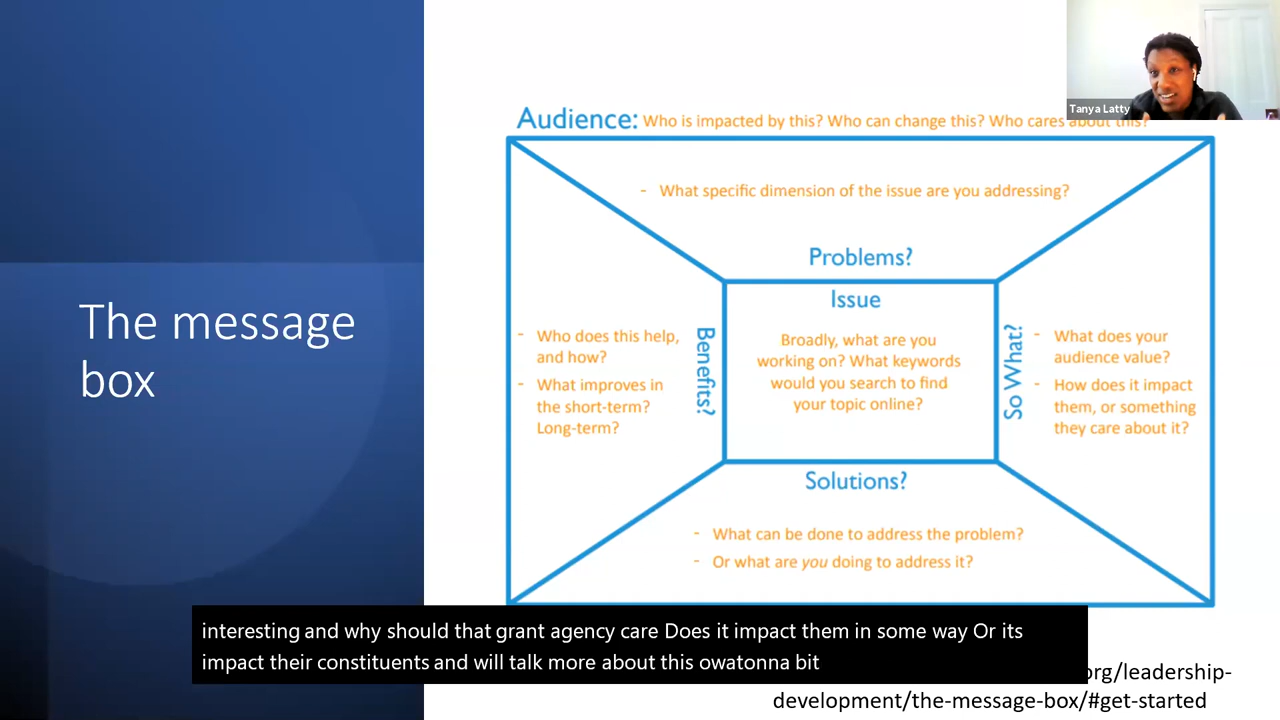 Tanya Latty
Audience: Who is impacted by this? Who can change this? Who cares about this?
- What specific dimension of the issue are you addressing?
Problems?
The message
box
- Who does this help,
and how?
- What improves in
the short-term?
Long-term?
Benefits?
Issue
Broadly, what are you
working on? What keywords
would you search to find
your topic online?
So What?
- What does your
audience value?
- How does it impact
them, or something
they care about it?
Solutions?
- What can be done to address the problem?
- Or what are you doing to address it?
interesting and why should that grant agency care Does it impact them in some way Or its
impact their constituents and will talk more about this owatonna bit
org/leadership-
development/the-message-box/#get-started